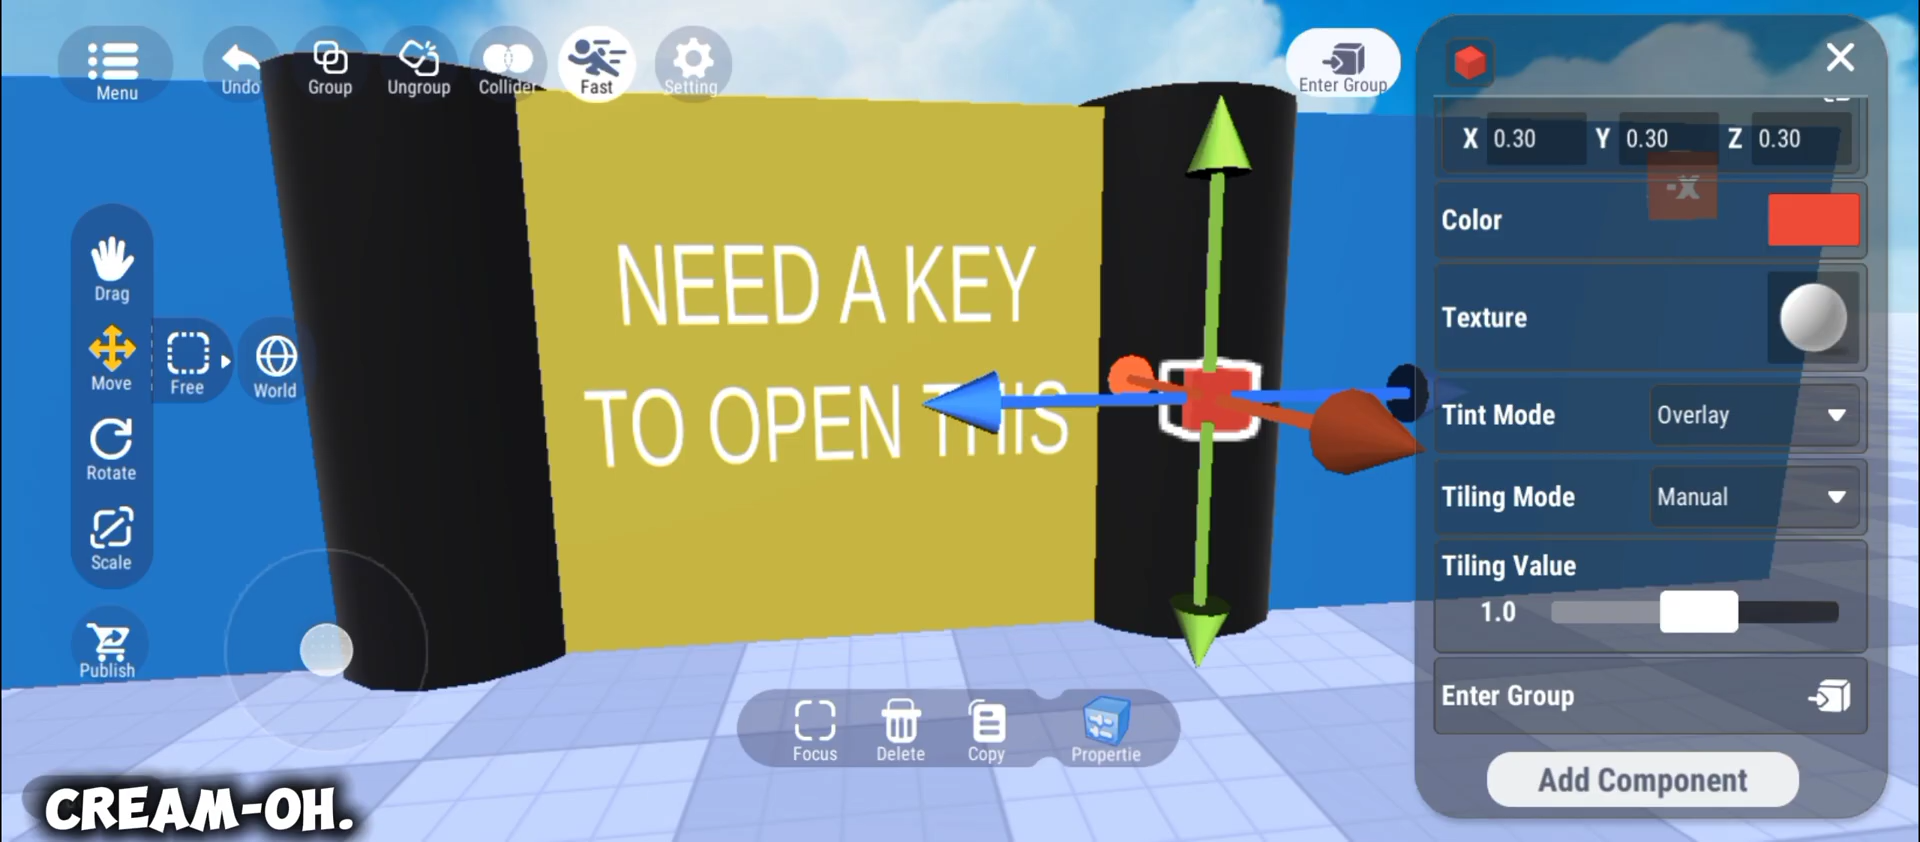 Menu
Undo
Group
Ungroup
Collider
Fast
Setting
Enter Group
X 0.30 Y 0.30 Z 0.30
-X
Color
Texture
Tint Mode Overlay
Tiling Mode Manual
Tiling Value
1.0
Enter Group
Add Component
NEED A KEY
TO OPEN THIS
Drag
Move
Free
World
Rotate
Scale
Publish
Focus
Delete
Copy
Propertie
CREAM-OH.